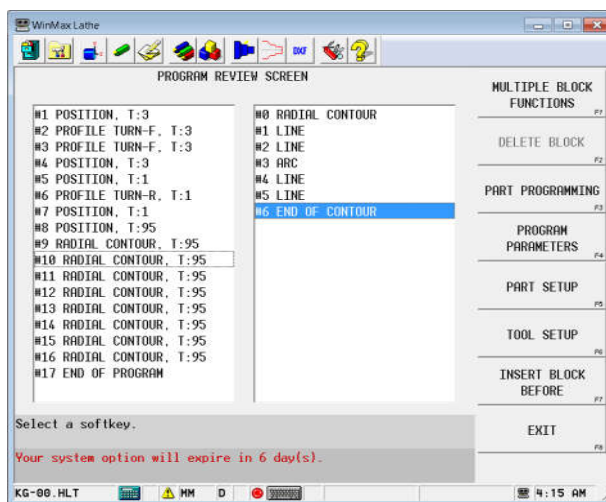 WinMax Lathe
DXF
PROGRAM REVIEW SCREEN
#1 POSITION, T:3
#2 PROFILE TURN-F, T:3
#3 PROFILE TURN-F, T:3
#4 POSITION, T:3
#5 POSITION, T:1
#6 PROFILE TURN-R, T:1
#7 POSITION, T:1
#8 POSITION, T:95
#9 RADIAL CONTOUR, T:95
#10 RADIAL CONTOUR, T:95
#11 RADIAL CONTOUR, T:95
#12 RADIAL CONTOUR, T:95
#13 RADIAL CONTOUR, T:95
#14 RADIAL CONTOUR, T:95
#15 RADIAL CONTOUR, T:95
#16 RADIAL CONTOUR, T:95
#17 END OF PROGRAM
#0 RADIAL CONTOUR
#1 LINE
#2 LINE
#3 ARC
#4 LINE
#5 LINE
#6 END OF CONTOUR
MULTIPLE BLOCK
FUNCTIONS
F1
DELETE BLOCK
F2
PART PROGRAMMING
F3
PROGRAM
PARAMETERS
F4
PART SETUP
F5
TOOL SETUP
F6
INSERT BLOCK
BEFORE
F7
EXIT
F8
Select a softkey.
Your system option will expire in 6 day(s).
KG-00.HLT MM D 4:15 AM